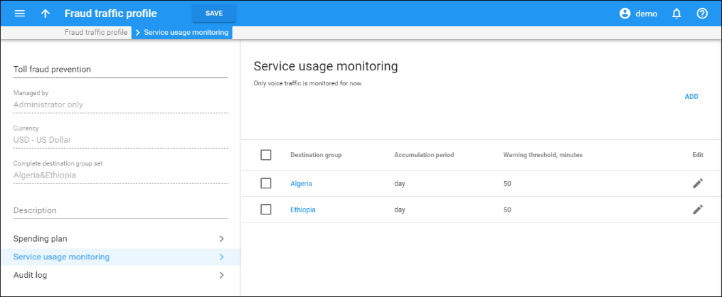 Fraud traffic profile SAVE demo
Fraud traffic profile Service usage monitoring
Toll fraud prevention
Managed by
Administrator only
Currency
USD - US Dollar
Complete destination group set
Algeria&Ethiopia
Description
Spending plan
Service usage monitoring
Audit log
Service usage monitoring
Only voice traffic is monitored for now
ADD
Destination group Accumulation period Warning threshold, minutes Edit
Algeria day 50
Ethiopia day 50